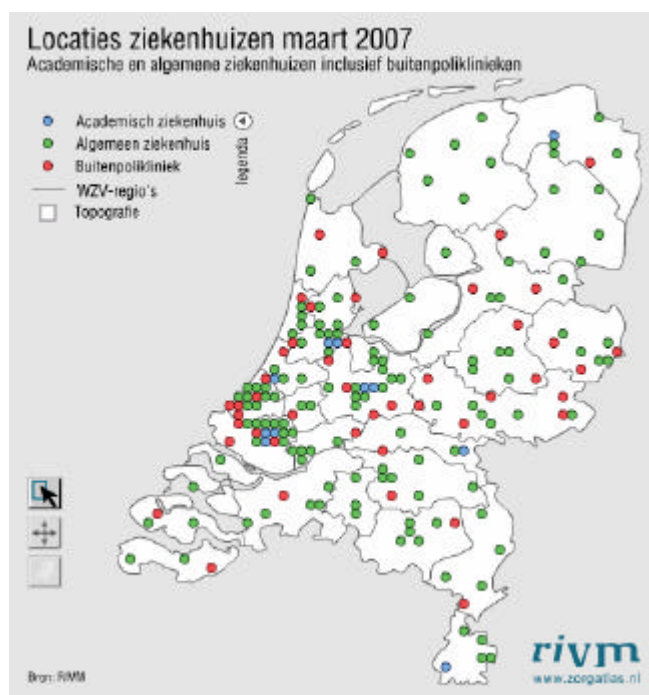 Locaties ziekenhuizen maart 2007
Academische en algemene ziekenhuizen inclusief buitenpoliklinieken
Academisch ziekenhuis
Algemeen ziekenhuis
Buitenpolikliniek
WZV-regio's
Topografie
legenda
Bron: RIVM
rivm
www.zorgatlas.nl